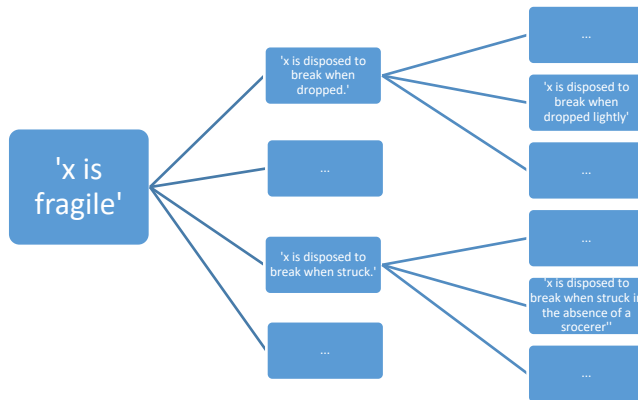 'x is
fragile'
'x is disposed to
break when
dropped.'
...
'x is disposed to
break when struck.'
...
...
'x is disposed to
break when
dropped lightly'
...
...
'x is disposed to
break when struck in
the absence of a
srocerer''
...